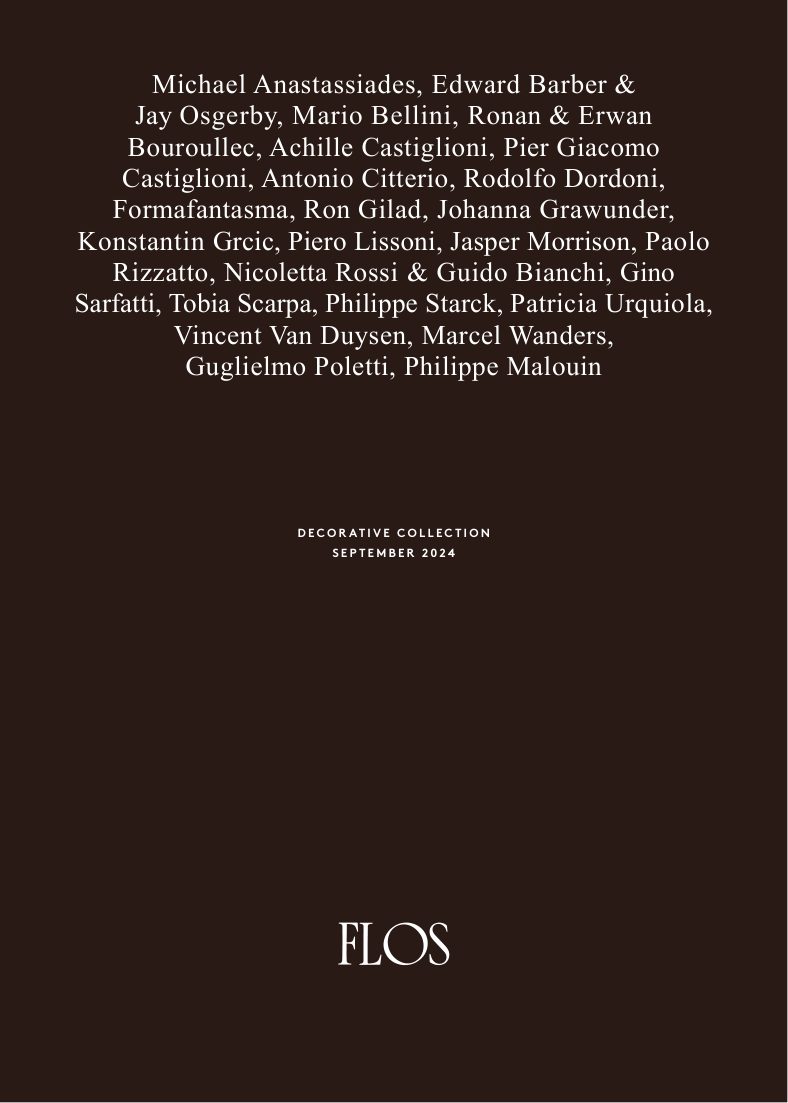 Michael Anastassiades, Edward Barber &
Jay Osgerby, Mario Bellini, Ronan & Erwan
Bouroullec, Achille Castiglioni, Pier Giacomo
Castiglioni, Antonio Citterio, Rodolfo Dordoni,
Formafantasma, Ron Gilad, Johanna Grawunder,
Konstantin Grcic, Piero Lissoni, Jasper Morrison, Paolo
Rizzatto, Nicoletta Rossi & Guido Bianchi, Gino
Sarfatti, Tobia Scarpa, Philippe Starck, Patricia Urquiola,
Vincent Van Duysen, Marcel Wanders,
Guglielmo Poletti, Philippe Malouin
DECORATIVE COLLECTION
SEPTEMBER 2024
FLOS